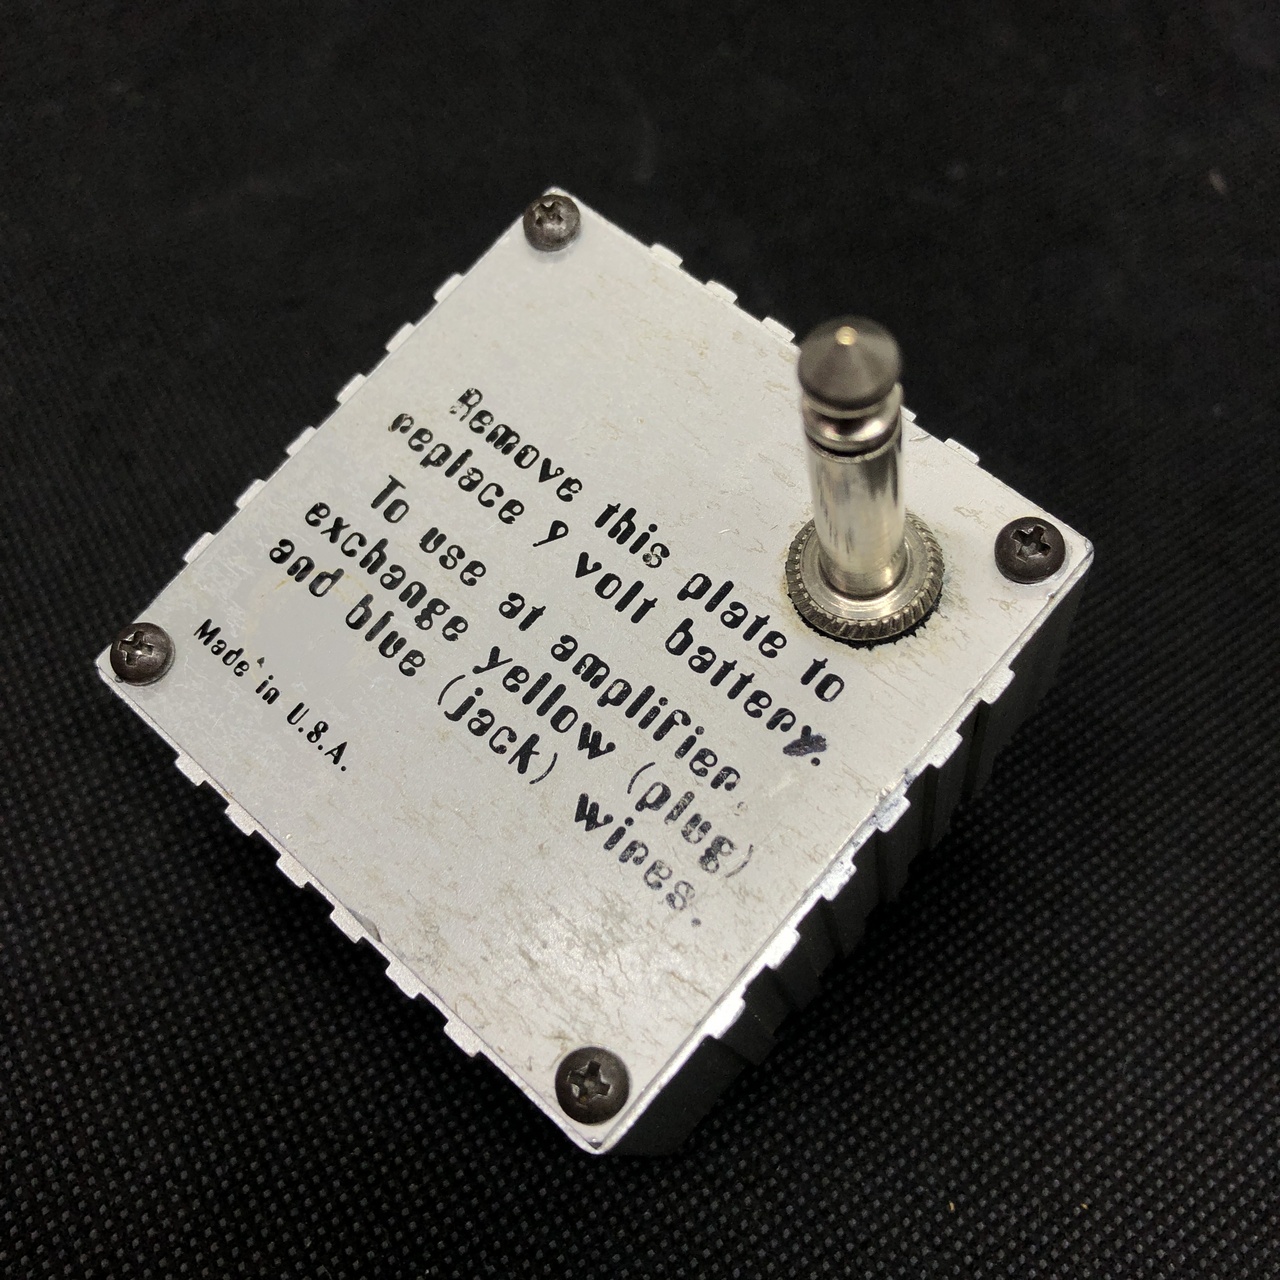 Remove this plate to
replace 9 volt battery.
To use at amplifier,
exchange yellow (plug)
and blue (jack) wires.
Made in U.S.A.